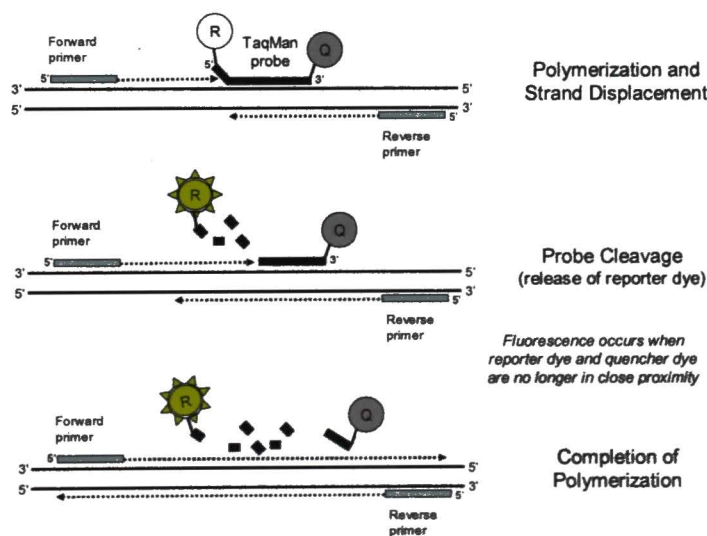 R
TaqMan
probe
Q
Forward
primer
5'
5'
3'
3'
5'
5'
3'
Reverse
primer
Polymerization and
Strand Displacement
R
Forward
primer
Q
5'
3'
3'
5'
5'
3'
5'
Reverse
primer
Probe Cleavage
(release of reporter dye)
Fluorescence occurs when
reporter dye and quencher dye
are no longer in close proximity
R
Q
Forward
primer
5'
3'
5'
5'
3'
5'
Reverse
primer
Completion of
Polymerization